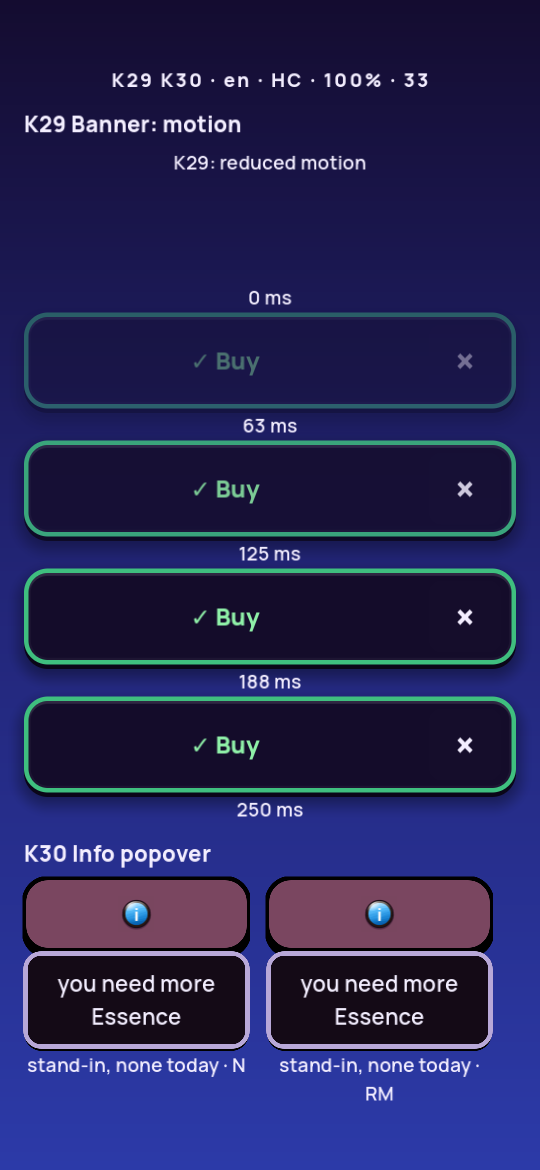 K29 K30 · en · HC · 100% · 33
K29 Banner: motion
K29: reduced motion
0 ms
✓ Buy ×
63 ms
✓ Buy ×
125 ms
✓ Buy ×
188 ms
✓ Buy ×
250 ms
K30 Info popover
i i
you need more
Essence
you need more
Essence
stand-in, none today · N
stand-in, none today ·
RM